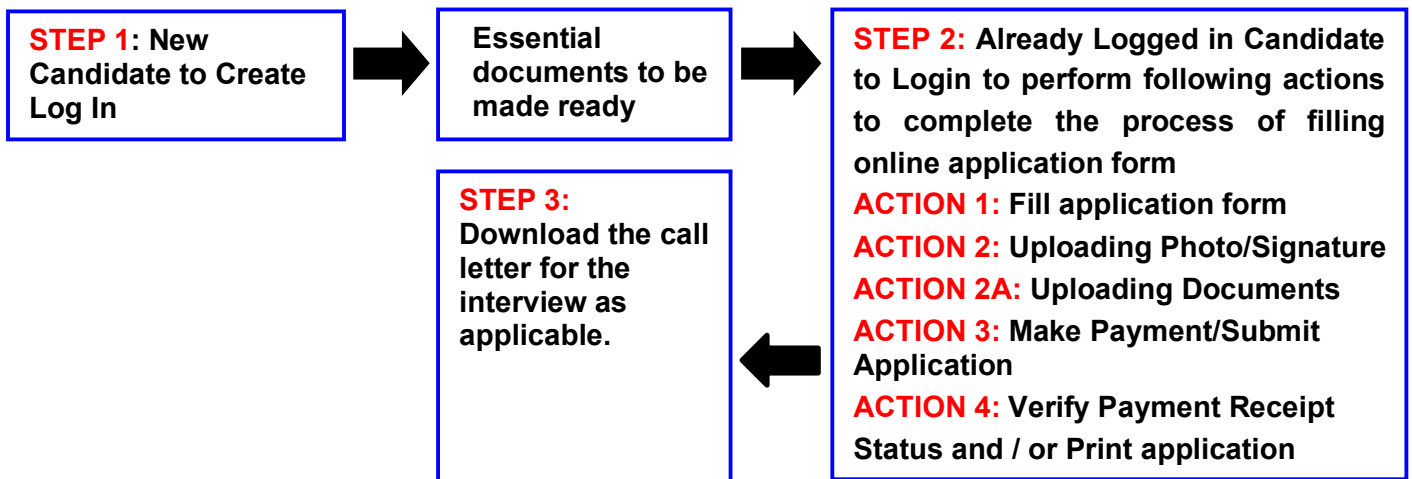 STEP 1: New
Candidate to Create
Log In
Essential
documents to be
made ready
STEP 2: Already Logged in Candidate
to Login to perform following actions
to complete the process of filling
online application form
ACTION 1: Fill application form
ACTION 2: Uploading Photo/Signature
ACTION 2A: Uploading Documents
ACTION 3: Make Payment/Submit
Application
ACTION 4: Verify Payment Receipt
Status and / or Print application
STEP 3:
Download the call
letter for the
interview as
applicable.